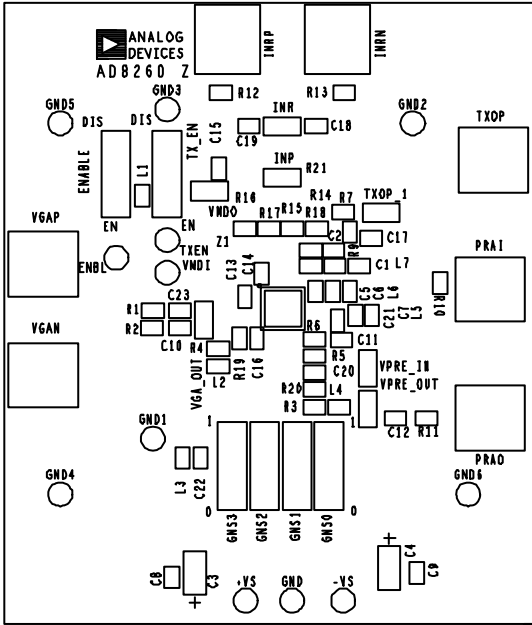 ANALOG
DEVICES
AD8260 Z
INRP
INRN
R12
R13
GND5
GND3
GND2
DIS
DIS
INR
C19
C18
TXOP
TX_EN
C15
ENABLE
L1
INP
R21
VGAP
R16
VMDO
R14
R7
TXOP_1
EN
EN
R17
R15
R18
Z1
C2
R9
C17
PRAI
TXEN
ENBL
VMDI
C13
C14
C1
L7
R10
C5
C6
L6
R1
C23
C21
C7
L5
R6
VGAN
R2
C10
R4
R19
C16
R5
C11
VPRE_IN
L2
C20
VGA_OUT
R20
VPRE_OUT
R3
L4
C12
R11
GND1
1
1
PRAO
L3
C22
GND4
GND6
0
0
GNS3
GNS2
GNS1
GNS0
C8
C3
+
+VS
GND
-VS
+
C4
C9